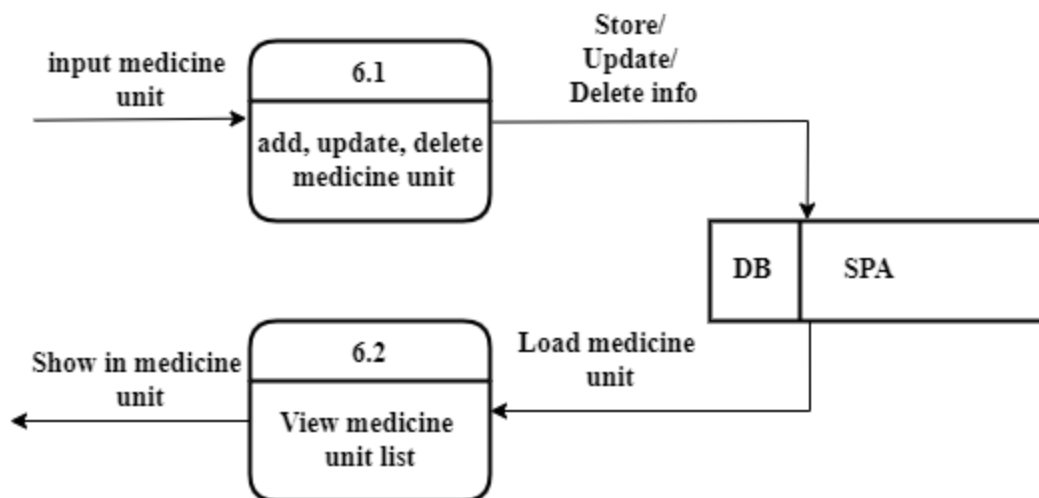 input medicine
unit
6.1
add, update, delete
medicine unit
Store/
Update/
Delete info
DB
SPA
Load medicine
unit
6.2
View medicine
unit list
Show in medicine
unit